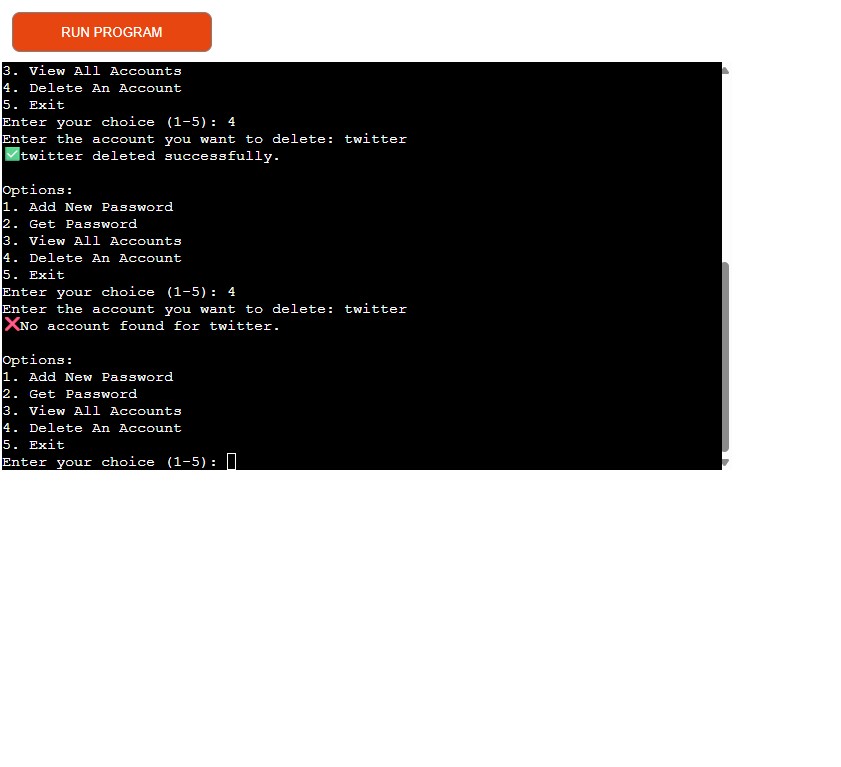 RUN PROGRAM
3. View All Accounts
4. Delete An Account
5. Exit
Enter your choice (1-5): 4
Enter the account you want to delete: twitter
✅twitter deleted successfully.
Options:
1. Add New Password
2. Get Password
3. View All Accounts
4. Delete An Account
5. Exit
Enter your choice (1-5): 4
Enter the account you want to delete: twitter
❌No account found for twitter.
Options:
1. Add New Password
2. Get Password
3. View All Accounts
4. Delete An Account
5. Exit
Enter your choice (1-5):